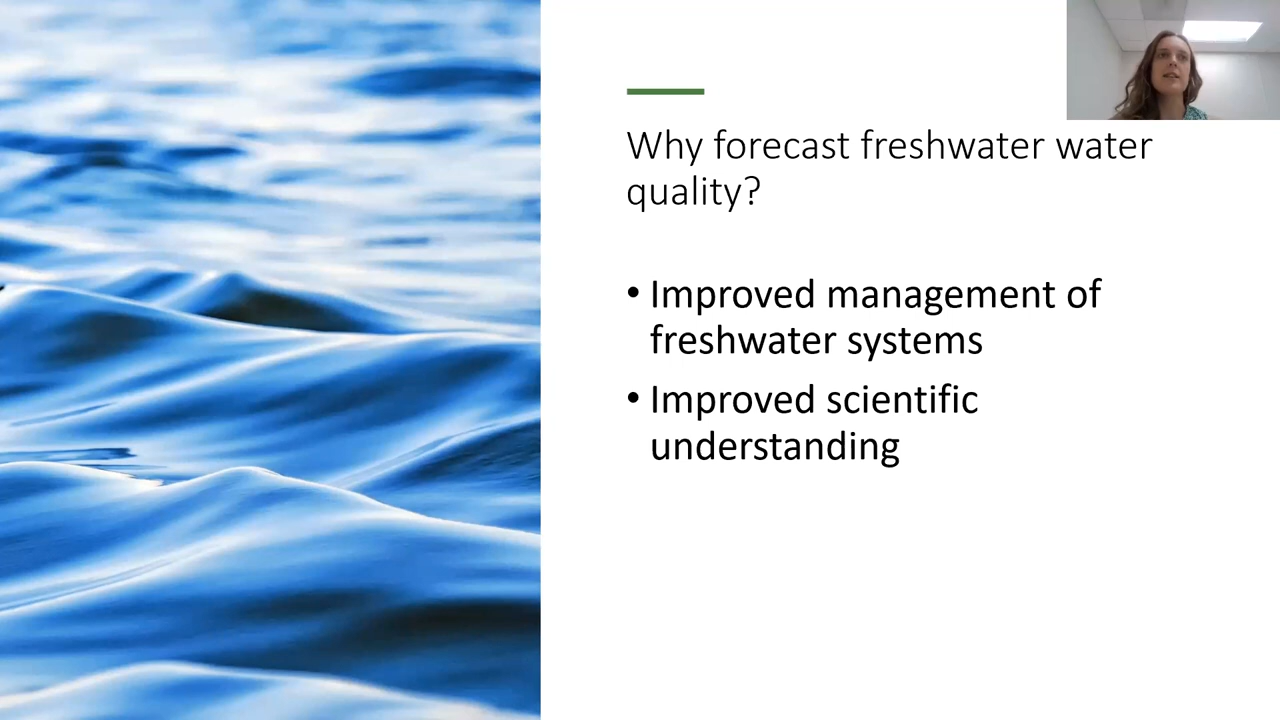 Why forecast freshwater water
quality?
• Improved management of
freshwater systems
• Improved scientific
understanding